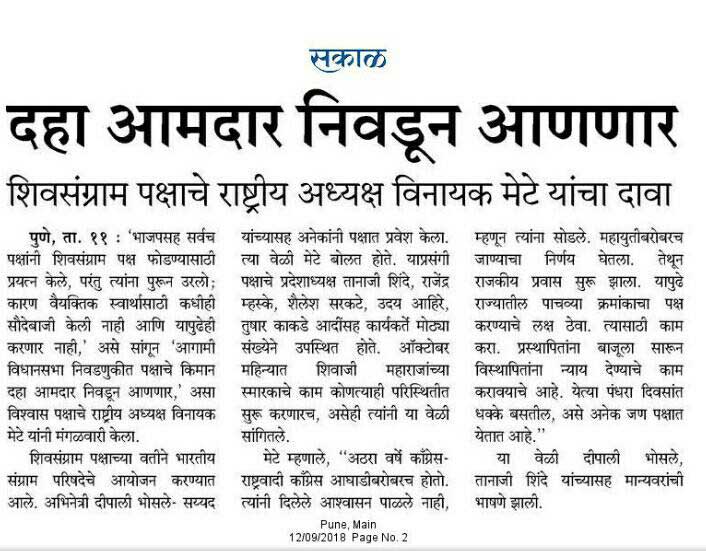 सकाळ
दहा आमदार निवडून आणणार
शिवसंग्राम पक्षाचे राष्ट्रीय अध्यक्ष विनायक मेटे यांचा दावा
पुणे, ता. ११ : ‘भाजपसह सर्वच
पक्षांनी शिवसंग्राम पक्ष फोडण्यासाठी
प्रयत्न केले, परंतु त्यांना पुरून उरलो;
कारण वैयक्तिक स्वार्थासाठी कधीही
सौदेबाजी केली नाही आणि यापुढेही
करणार नाही,’ असे सांगून ‘आगामी
विधानसभा निवडणुकीत पक्षाचे किमान
दहा आमदार निवडून आणणार,’ असा
विश्वास पक्षाचे राष्ट्रीय अध्यक्ष विनायक
मेटे यांनी मंगळवारी केला.
शिवसंग्राम पक्षाच्या वतीने भारतीय
संग्राम परिषदेचे आयोजन करण्यात
आले. अभिनेत्री दीपाली भोसले- सय्यद
यांच्यासह अनेकांनी पक्षात प्रवेश केला.
त्या वेळी मेटे बोलत होते. याप्रसंगी
पक्षाचे प्रदेशाध्यक्ष तानाजी शिंदे, राजेंद्र
म्हस्के, शैलेश सरकटे, उदय आहिरे,
तुषार काकडे आदींसह कार्यकर्ते मोठ्या
संख्येने उपस्थित होते. ऑक्टोबर
महिन्यात शिवाजी महाराजांच्या
स्मारकाचे काम कोणत्याही परिस्थितीत
सुरू करणारच, असेही त्यांनी या वेळी
सांगितले.
मेटे म्हणाले, ‘‘अठरा वर्षे काँग्रेस-
राष्ट्रवादी काँग्रेस आघाडीबरोबरच होतो.
त्यांनी दिलेले आश्वासन पाळले नाही,
म्हणून त्यांना सोडले. महायुतीबरोबरच
जाण्याचा निर्णय घेतला. तेथून
राजकीय प्रवास सुरू झाला. यापुढे
राज्यातील पाचव्या क्रमांकाचा पक्ष
करण्याचे लक्ष ठेवा. त्यासाठी काम
करा. प्रस्थापितांना बाजूला सारून
विस्थापितांना न्याय देण्याचे काम
करावयाचे आहे. येत्या पंधरा दिवसांत
धक्के बसतील, असे अनेक जण पक्षात
येतात आहे.’’
या वेळी दीपाली भोसले,
तानाजी शिंदे यांच्यासह मान्यवरांची
भाषणे झाली.
Pune, Main
12/09/2018 Page No. 2